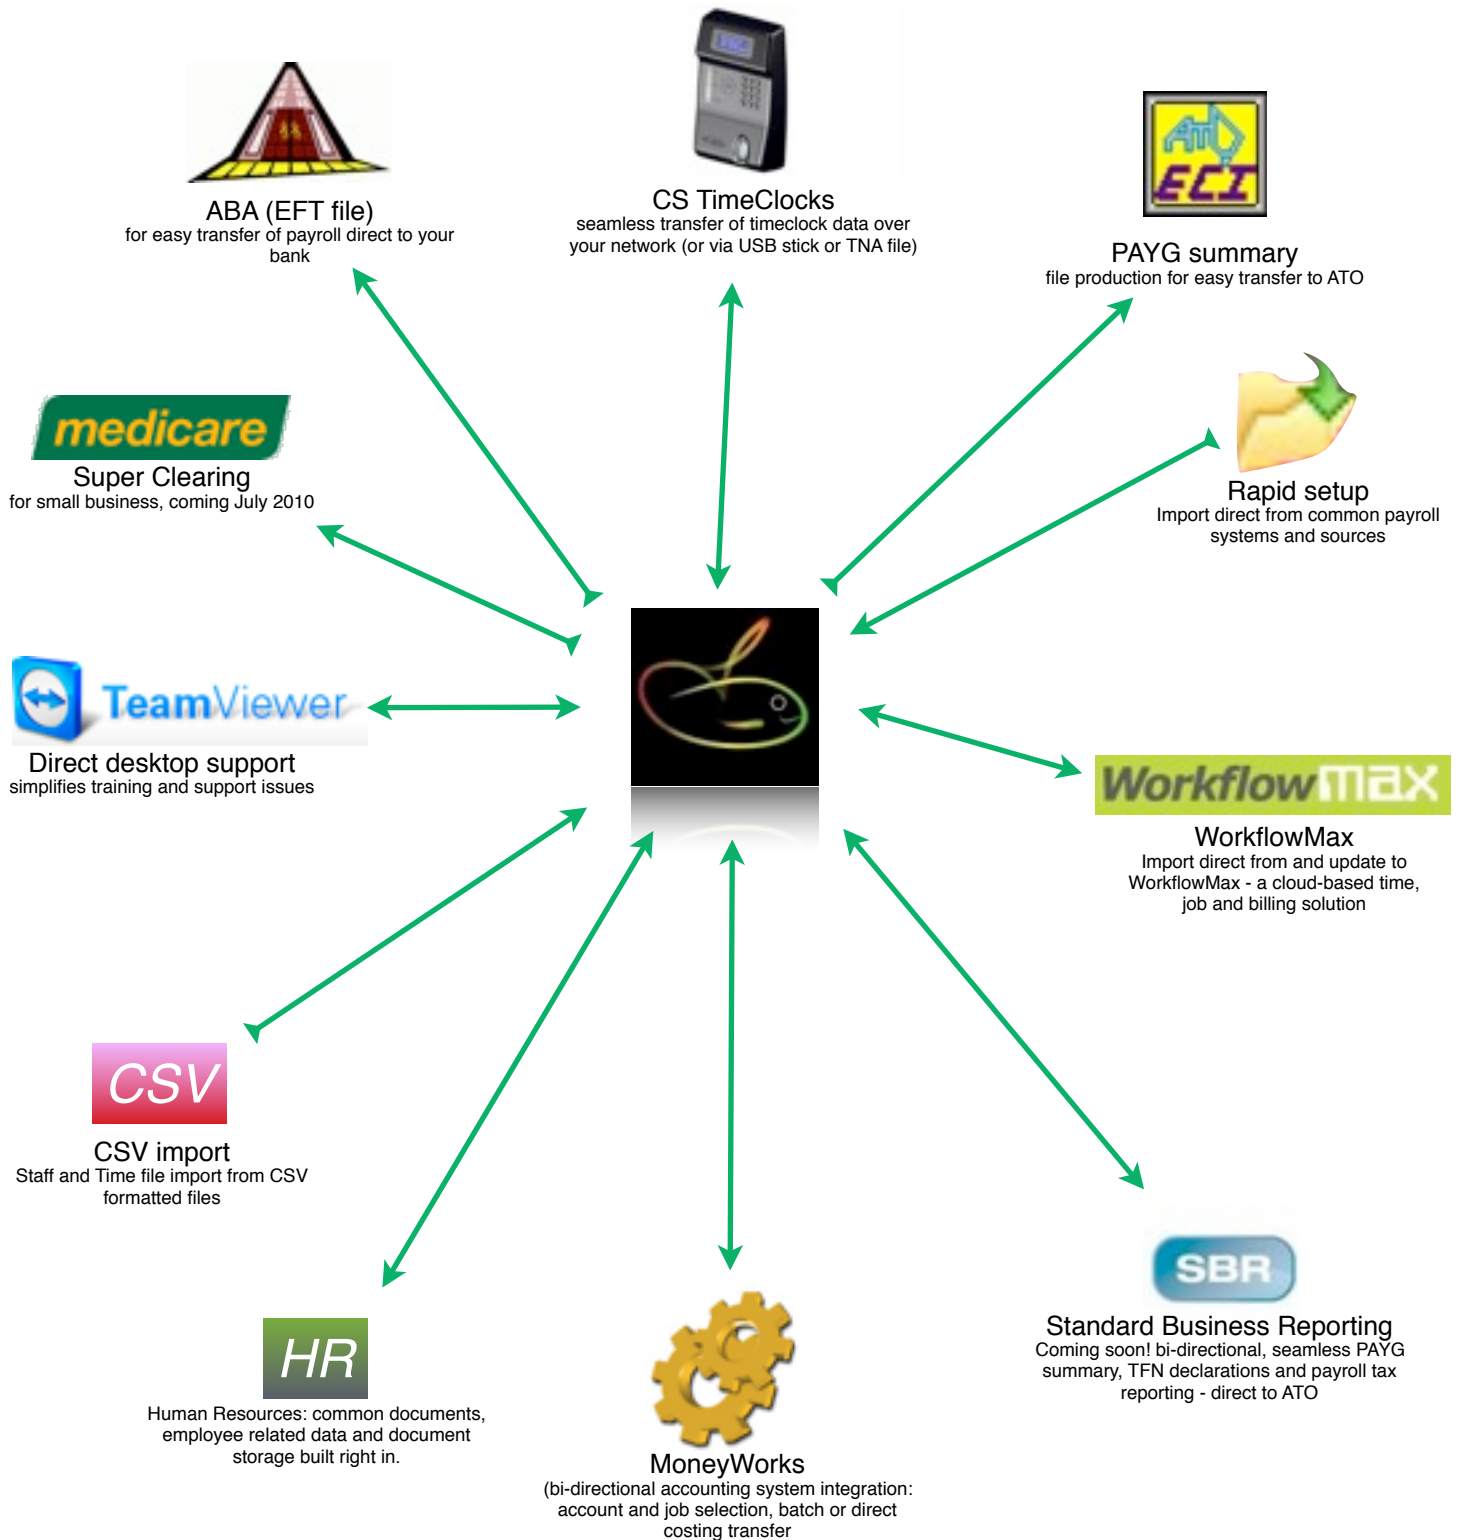 ABA (EFT file)
for easy transfer of payroll direct to your
bank
CS TimeClocks
seamless transfer of timeclock data over
your network (or via USB stick or TNA file)
ECI
PAYG summary
file production for easy transfer to ATO
medicare
Super Clearing
for small business, coming July 2010
Rapid setup
Import direct from common payroll
systems and sources
TeamViewer
Direct desktop support
simplifies training and support issues
Workflowmax
WorkflowMax
Import direct from and update to
WorkflowMax - a cloud-based time,
job and billing solution
CSV
CSV import
Staff and Time file import from CSV
formatted files
SBR
Standard Business Reporting
Coming soon! bi-directional, seamless PAYG
summary, TFN declarations and payroll tax
reporting - direct to ATO
HR
Human Resources: common documents,
employee related data and document
storage built right in.
MoneyWorks
(bi-directional accounting system integration:
account and job selection, batch or direct
costing transfer